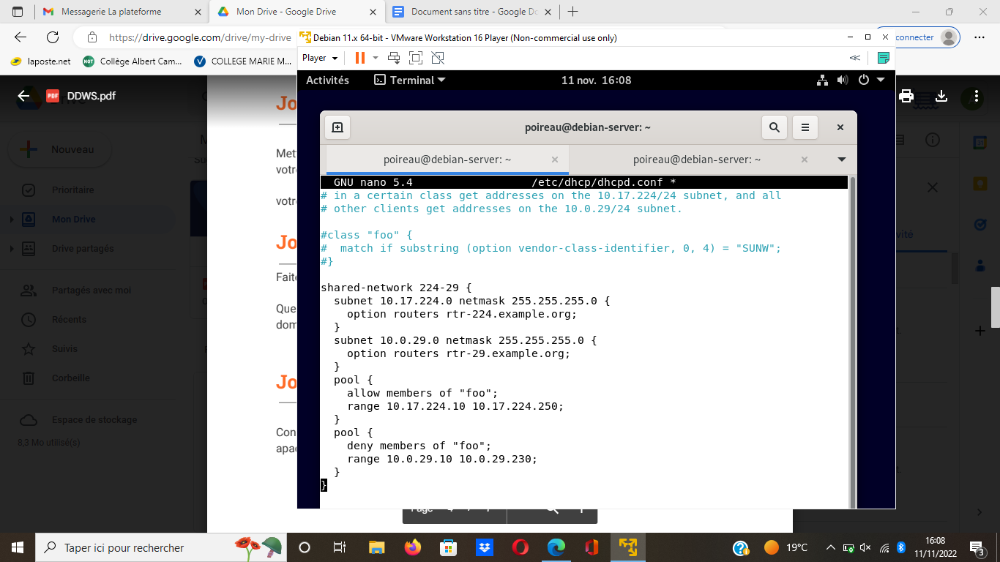 Messagerie La plateforme
Mon Drive - Google Drive
Document sans titre - Google Do
https://drive.google.com/drive/my-drive
connecter
laposte.net
Collège Albert Cam...
COLLEGE MARIE M...
Debian 11.x 64-bit - VMware Workstation 16 Player (Non-commercial use only)
Player
Activités
Terminal
11 nov. 16:08
PDF
DDWS.pdf
Nouveau
Prioritaire
Mon Drive
Drive partagés
Partagés avec moi
Récents
Suivis
Corbeille
Espace de stockage
8,3 Mo utilisé(s)
Jo
Met
votre
votre
Jo
Faite
Que
dom
Jo
Con
apa
poireau@debian-server: ~
poireau@debian-server: ~
poireau@debian-server: ~
GNU nano 5.4 /etc/dhcp/dhcpd.conf *
# in a certain class get addresses on the 10.17.224/24 subnet, and all
# other clients get addresses on the 10.0.29/24 subnet.
#class "foo" {
#  match if substring (option vendor-class-identifier, 0, 4) = "SUNW";
#}
shared-network 224-29 {
  subnet 10.17.224.0 netmask 255.255.255.0 {
    option routers rtr-224.example.org;
  }
  subnet 10.0.29.0 netmask 255.255.255.0 {
    option routers rtr-29.example.org;
  }
  pool {
    allow members of "foo";
    range 10.17.224.10 10.17.224.250;
  }
  pool {
    deny members of "foo";
    range 10.0.29.10 10.0.29.230;
  }
}
vité
Page
Taper ici pour rechercher
19°C
16:08
11/11/2022
3